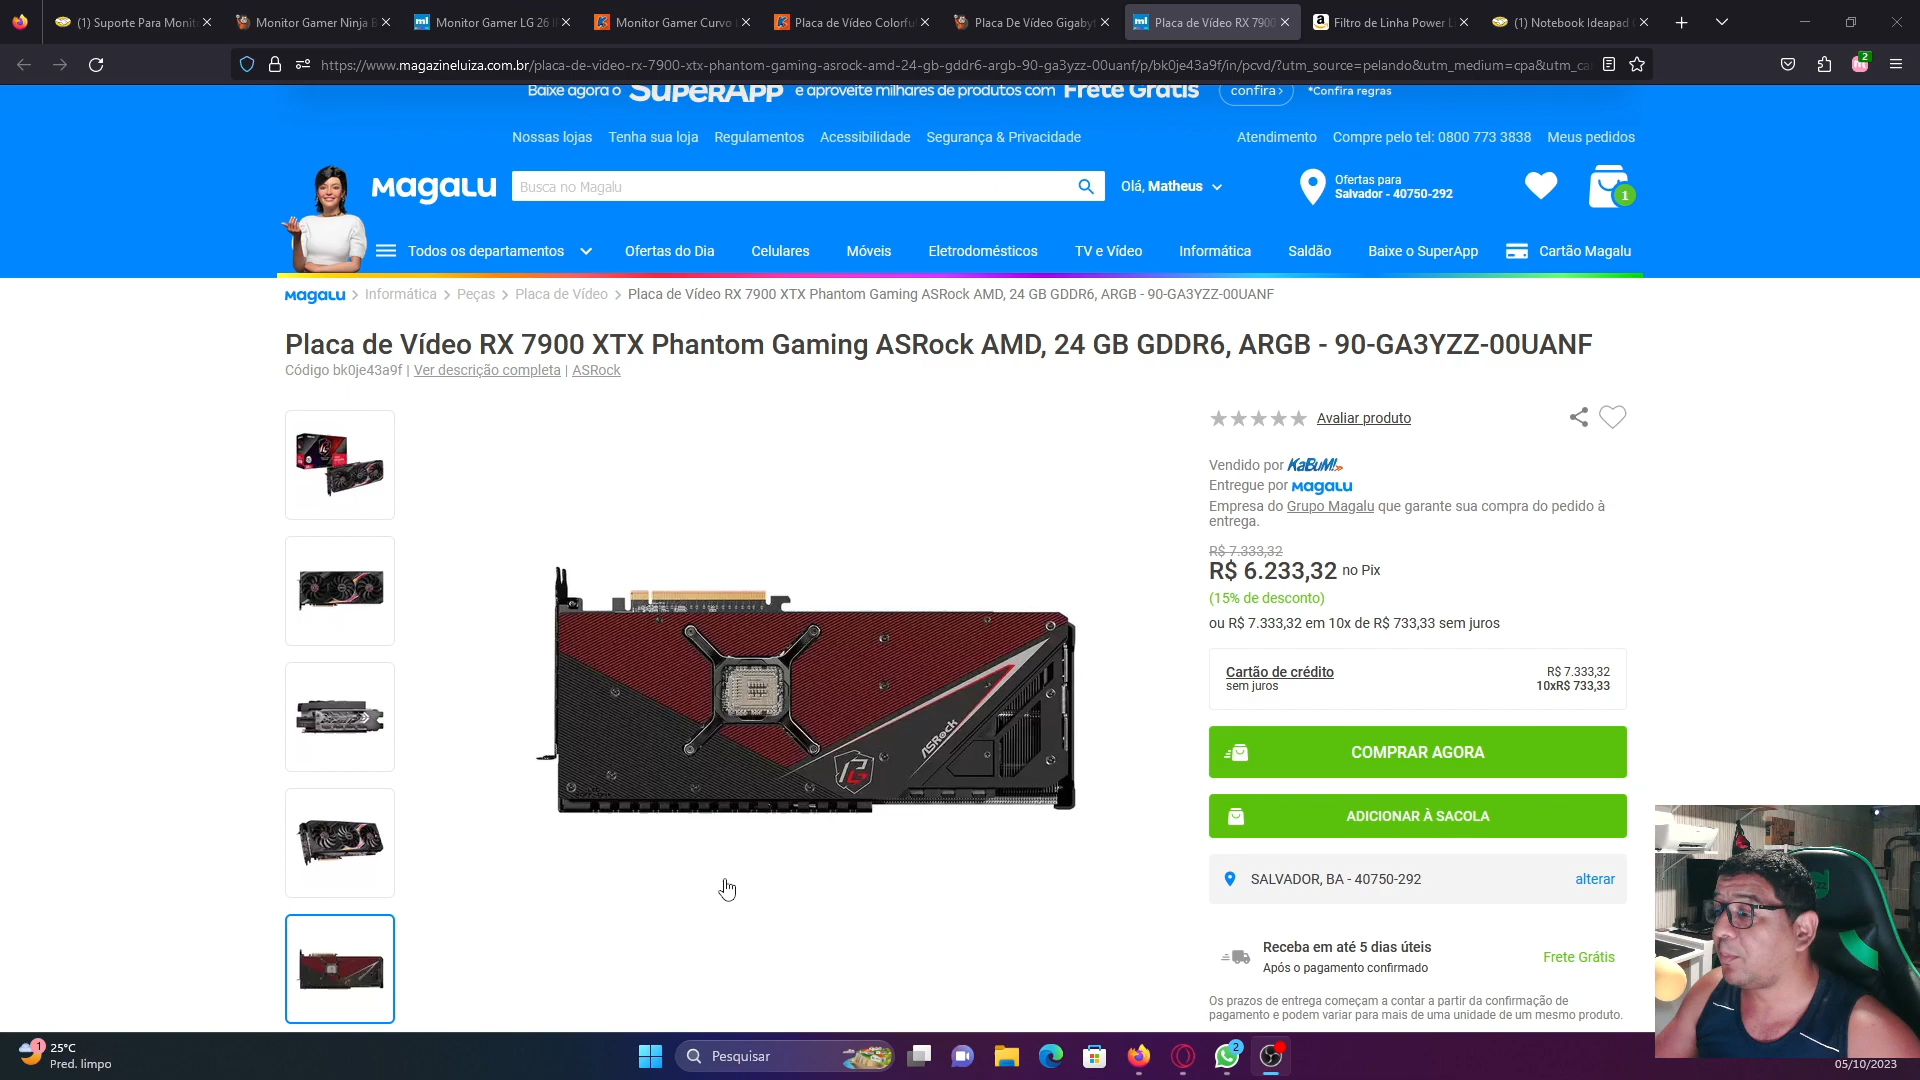 (1) Suporte Para Monit
Monitor Gamer Ninja B
Monitor Gamer LG 26 I
Monitor Gamer Curvo
Placa de Vídeo Colorfu
Placa De Vídeo Gigaby
Placa de Vídeo RX 7900
Filtro de Linha Power L
(1) Notebook Ideapad
https://www.magazineluiza.com.br/placa-de-video-rx-7900-xtx-phantom-gaming-asrock-amd-24-gb-gddr6-argb-90-ga3yzz-00uanf/p/bk0je43a9f/in/pcvd/?utm_source=pelando&utm_medium=cpa&utm_ca
2
Baixe agora o SUPERAPP e aproveite milhares de produtos com Frete Grátis confira> *Confira regras
Nossas lojas Tenha sua loja Regulamentos Acessibilidade Segurança & Privacidade Atendimento Compre pelo tel: 0800 773 3838 Meus pedidos
Magalu
Busca no Magalu
Olá, Matheus
Ofertas para
Salvador - 40750-292
1
Todos os departamentos Ofertas do Dia Celulares Móveis Eletrodomésticos TV e Vídeo Informática Saldão Baixe o SuperApp Cartão Magalu
Magalu > Informática > Peças > Placa de Vídeo > Placa de Vídeo RX 7900 XTX Phantom Gaming ASRock AMD, 24 GB GDDR6, ARGB - 90-GA3YZZ-00UANF
Placa de Vídeo RX 7900 XTX Phantom Gaming ASRock AMD, 24 GB GDDR6, ARGB - 90-GA3YZZ-00UANF
Código bk0je43a9f | Ver descrição completa | ASRock
Avaliar produto
Vendido por KaBuM!
Entregue por Magalu
Empresa do Grupo Magalu que garante sua compra do pedido à
entrega.
R$ 7.333,32
R$ 6.233,32 no Pix
(15% de desconto)
ou R$ 7.333,32 em 10x de R$ 733,33 sem juros
Cartão de crédito R$ 7.333,32
sem juros 10xR$ 733,33
COMPRAR AGORA
ASRock
ADICIONAR À SACOLA
SALVADOR, BA - 40750-292 alterar
Receba em até 5 dias úteis
Após o pagamento confirmado
Frete Grátis
Os prazos de entrega começam a contar a partir da confirmação de
pagamento e podem variar para mais de uma unidade de um mesmo produto.
1
25°C
Pred. limpo
Pesquisar
2
05/10/2023